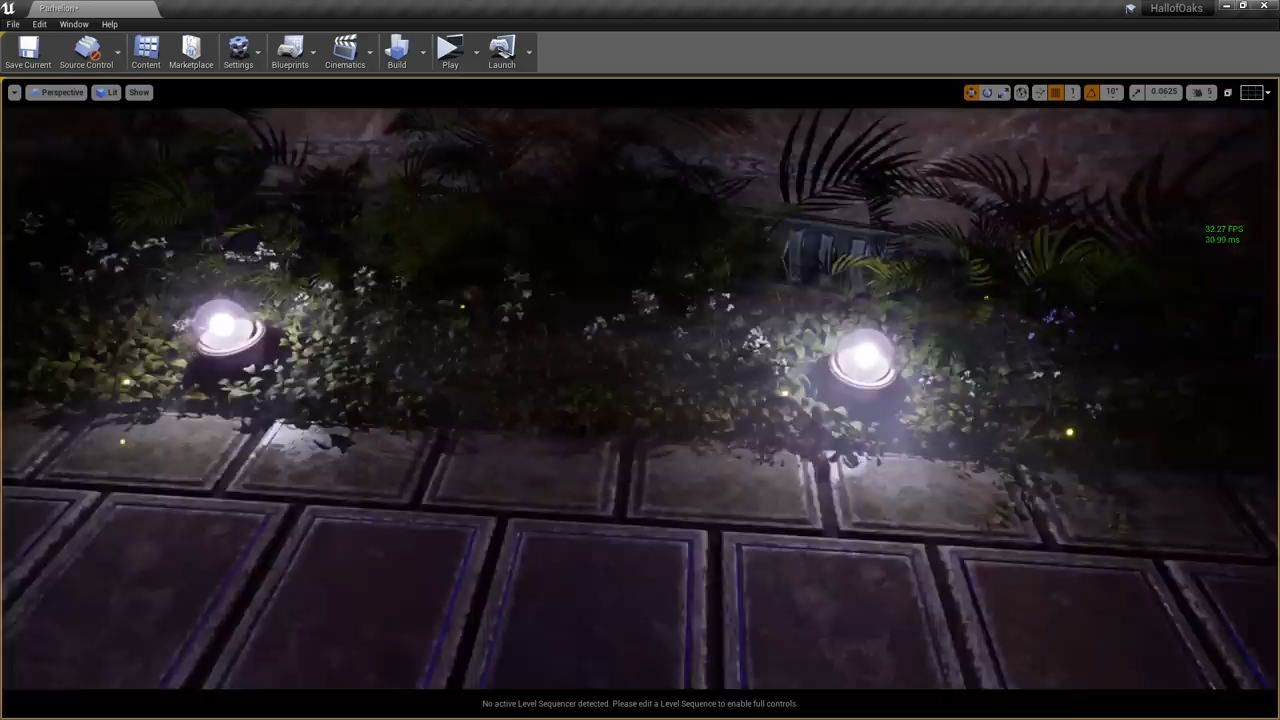 Parhelion*
HallofOaks
File Edit Window Help
Save Current Source Control Content Marketplace Settings Blueprints Cinematics Build Play Launch
Perspective Lit Show 1 10° 0.0625 5
32.27 FPS
30.99 ms
No active Level Sequencer detected. Please edit a Level Sequence to enable full controls.